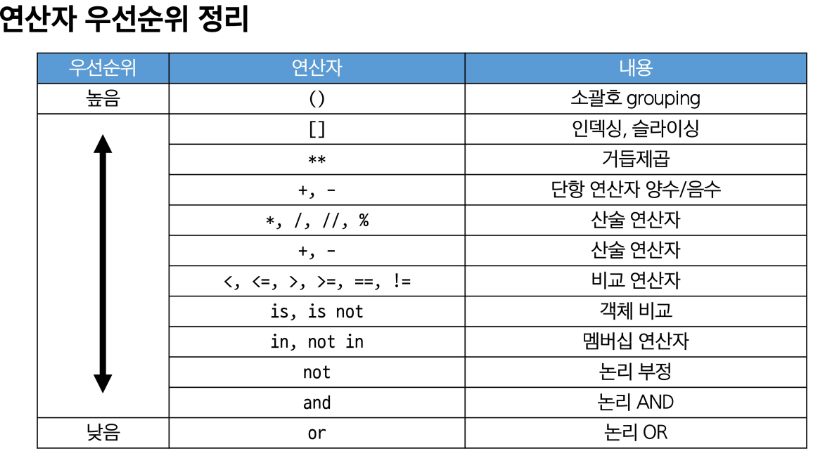 연산자 우선순위 정리
우선순위 연산자 내용
높음 () 소괄호 grouping
[] 인덱싱, 슬라이싱
** 거듭제곱
+, - 단항 연산자 양수/음수
*, /, //, % 산술 연산자
+, - 산술 연산자
<, <=, >, >=, ==, != 비교 연산자
is, is not 객체 비교
in, not in 멤버십 연산자
not 논리 부정
and 논리 AND
낮음 or 논리 OR